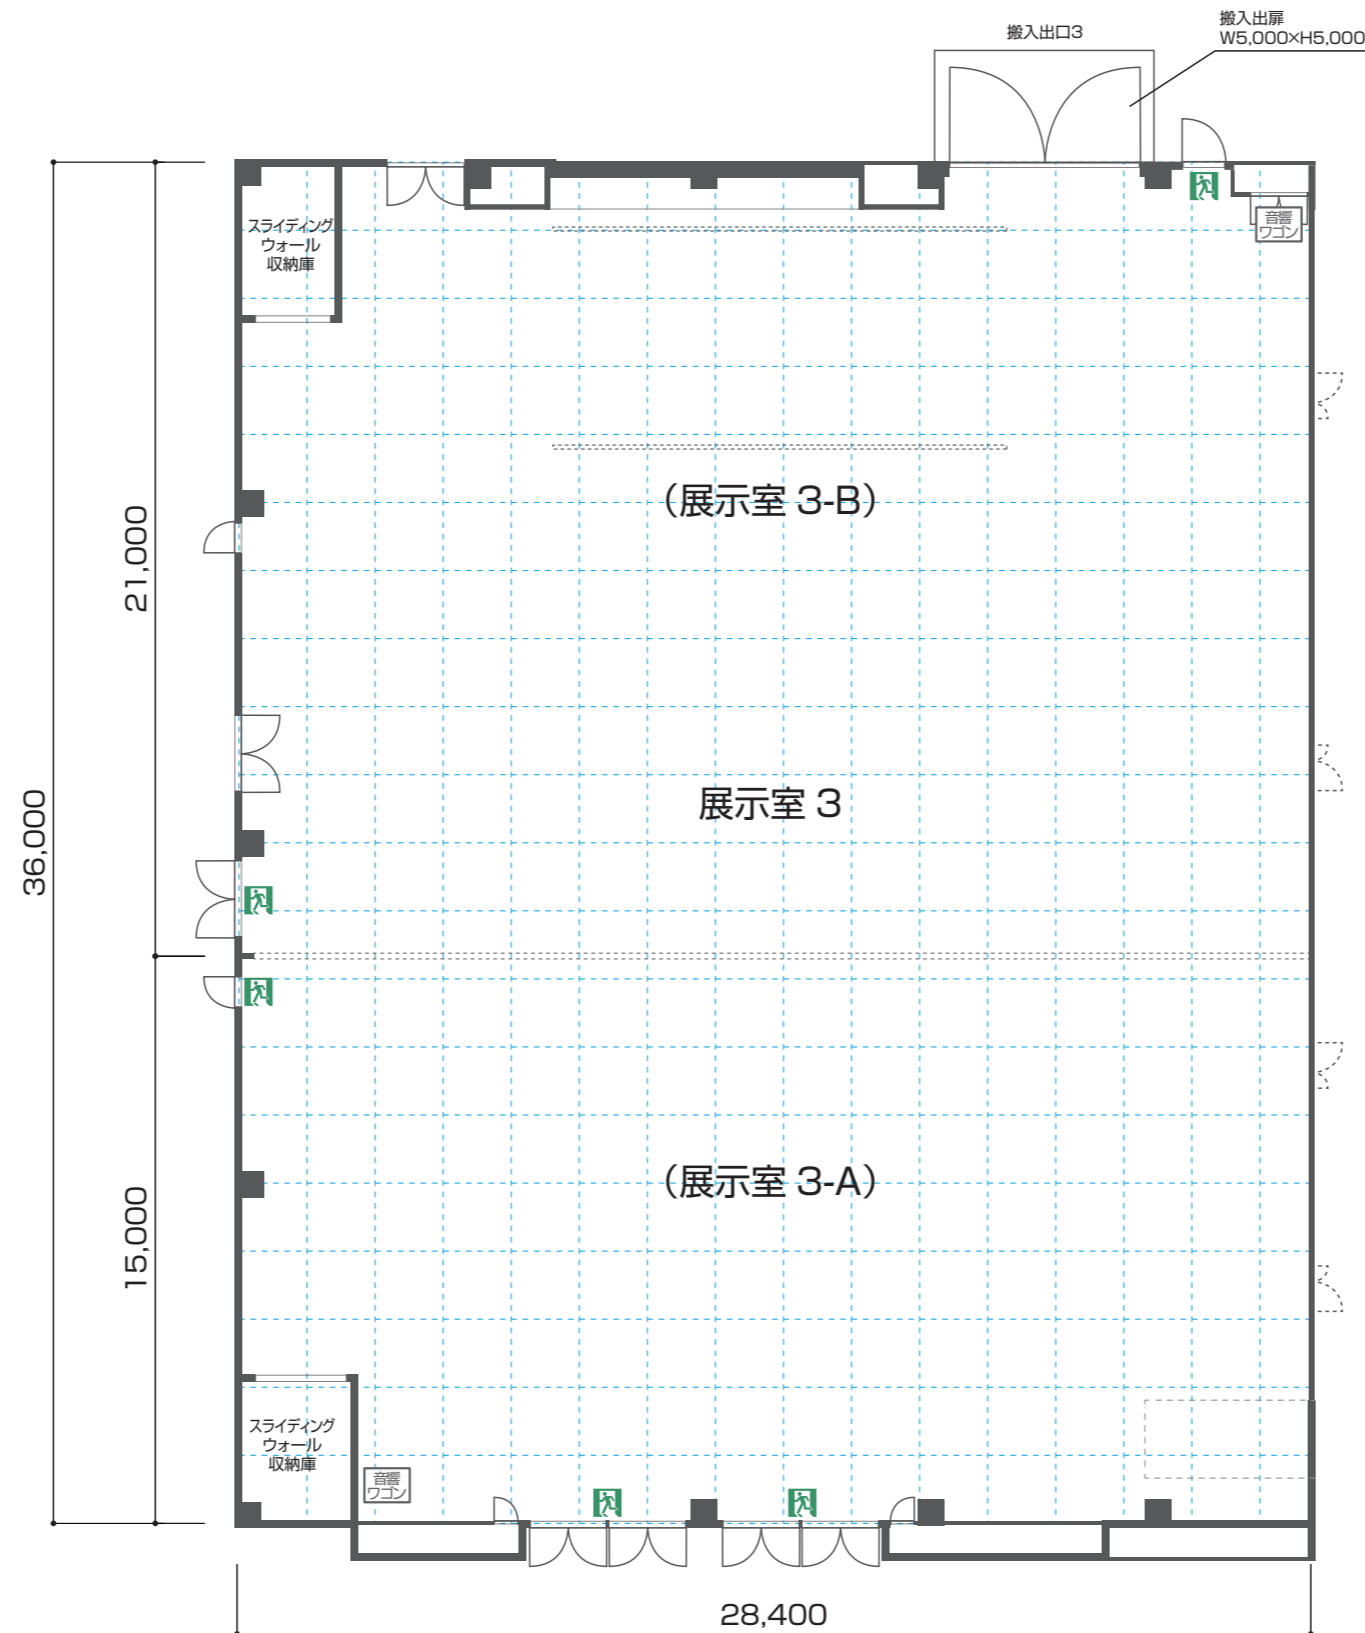 搬入出口3
搬入出扉
W5,000×H5,000
スライディング
ウォール
収納庫
音響
ワゴン
（展示室 3-B）
21,000
展示室 3
36,000
（展示室 3-A）
15,000
スライディング
ウォール
収納庫
音響
ワゴン
28,400